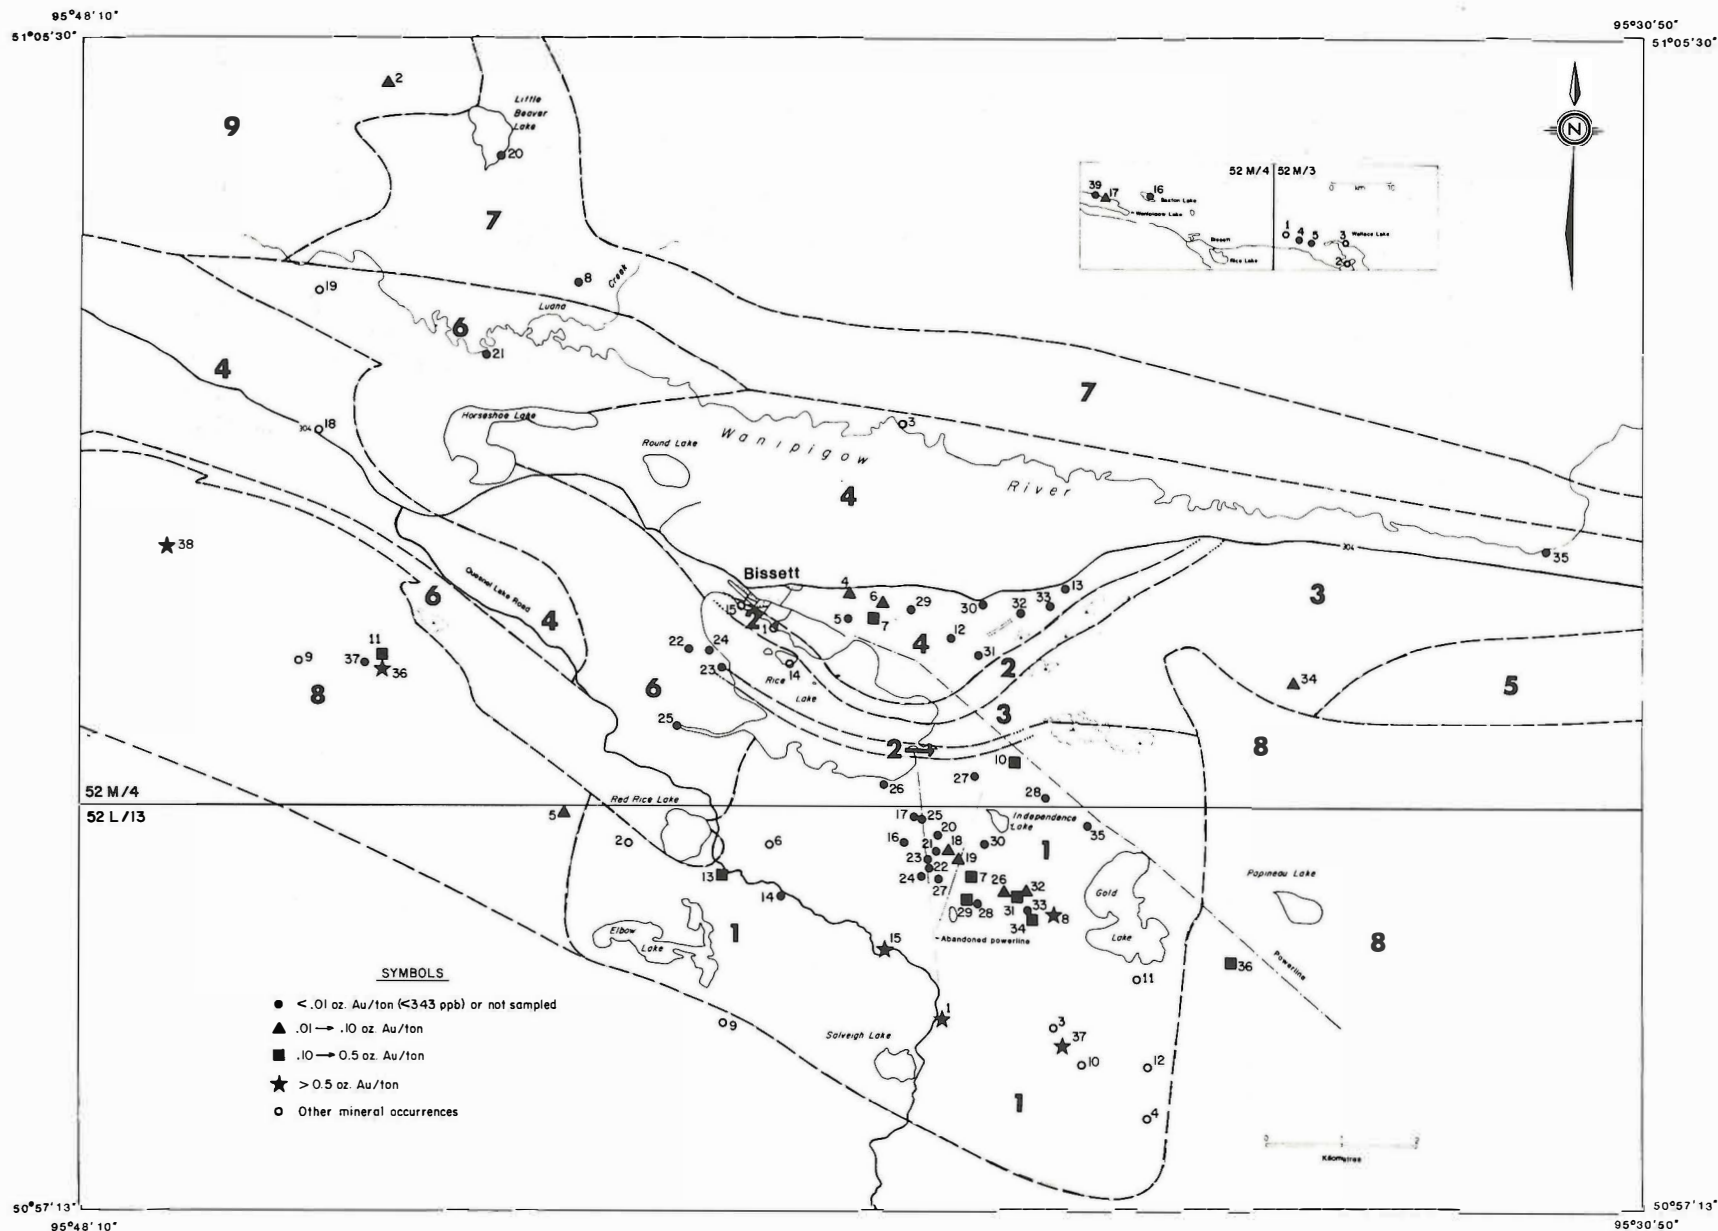 95°48'10"
95°30'50"
51°05'30"
51°05'30"
2
9
Little
Beaver
Lake
20
N
52 M/4
52 M/3
0 km 10
39
17
16
Beaton Lake
Wanipigow Lake
1
4
5
3
Wallace Lake
2
Bissett
Rice Lake
7
8
Creek
Luana
19
6
21
4
7
Horseshoe Lake
304
18
3
Wanipigow
River
Round Lake
4
38
304
35
Quesnel Lake Road
Bissett
4
6
29
30
32
33
13
3
6
4
15
2
5
7
12
1
4
31
2
22
24
23
11
9
37
36
14
Rice
Lake
34
5
8
6
25
3
8
2
10
27
26
28
52 M/4
52 L/13
Red Rice Lake
5
2
6
17
25
20
Independence
Lake
35
16
21
18
30
1
23
19
22
24
27
7
26
32
Gold
Lake
Papineau Lake
13
14
29
28
31
33
8
34
Elbow
Lake
1
15
Abandoned powerline
8
Powerline
36
11
SYMBOLS
<.01 oz. Au/ton (<343 ppb) or not sampled
.01→.10 oz. Au/ton
.10→0.5 oz. Au/ton
>0.5 oz. Au/ton
Other mineral occurrences
9
1
3
37
Salveigh Lake
10
12
1
4
0 1 2
Kilometres
50°57'13"
50°57'13"
95°48'10"
95°30'50"